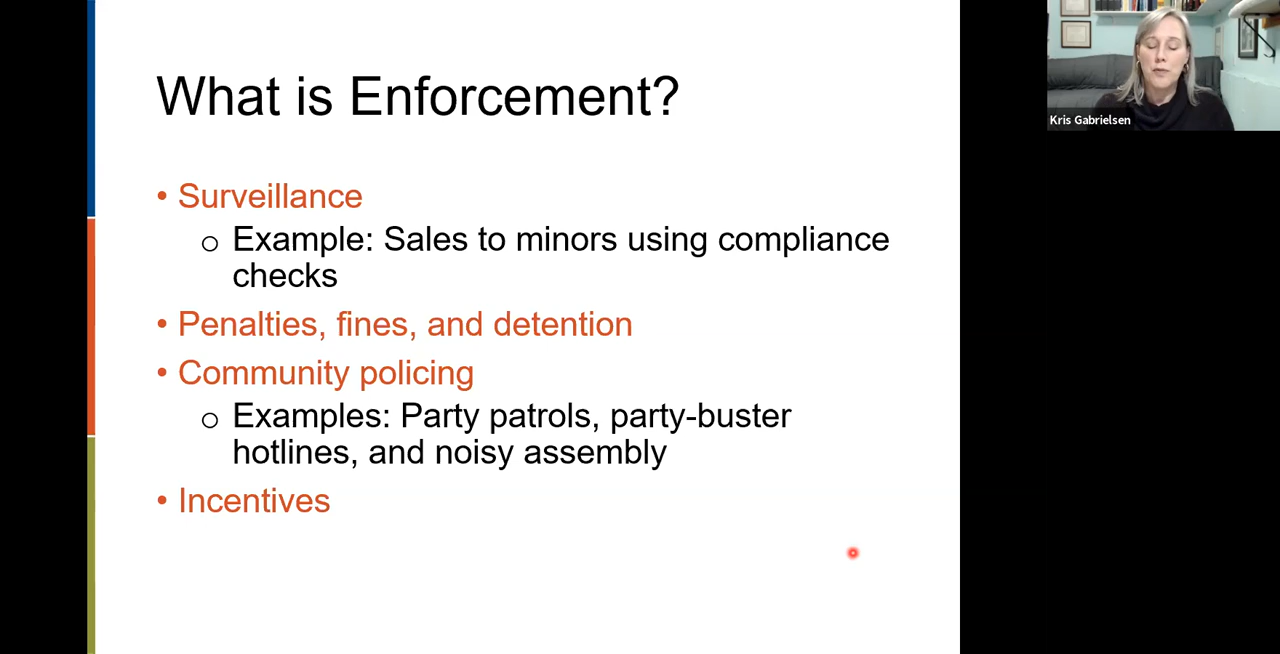 What is Enforcement?
• Surveillance
o Example: Sales to minors using compliance
checks
• Penalties, fines, and detention
• Community policing
o Examples: Party patrols, party-buster
hotlines, and noisy assembly
• Incentives
Kris Gabrielsen